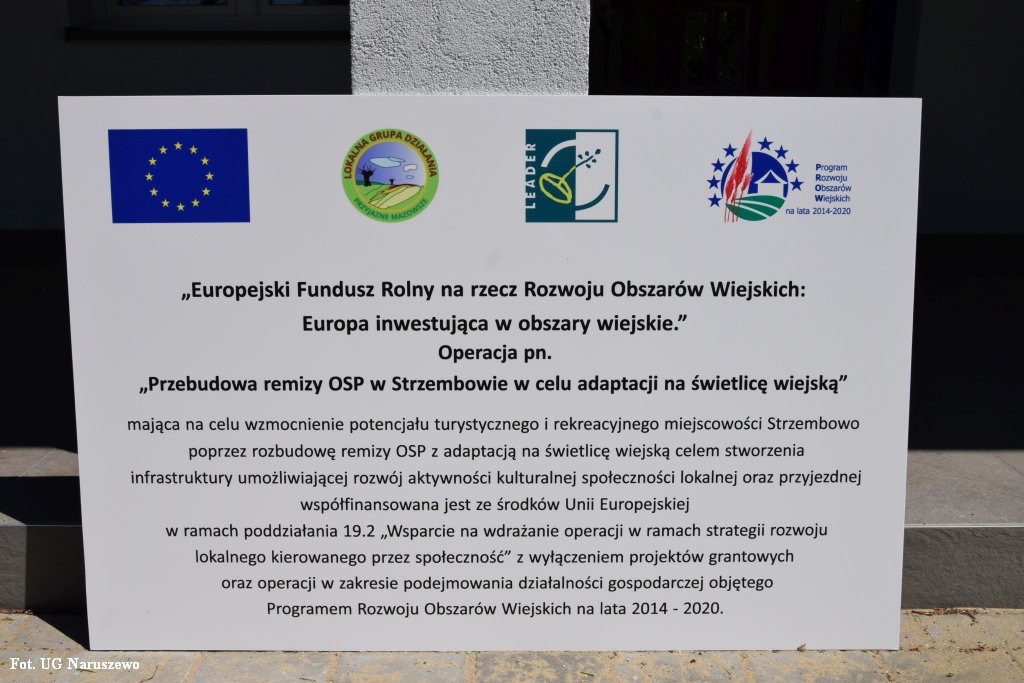 LOKALNA GRUPA DZIAŁANIA
PRZYJAZNE MAZOWSZE
LEADER
Program
Rozwoju
Obszarów
Wiejskich
na lata 2014-2020
„Europejski Fundusz Rolny na rzecz Rozwoju Obszarów Wiejskich:
Europa inwestująca w obszary wiejskie.”
Operacja pn.
„Przebudowa remizy OSP w Strzembowie w celu adaptacji na świetlicę wiejską”
mająca na celu wzmocnienie potencjału turystycznego i rekreacyjnego miejscowości Strzembowo
poprzez rozbudowę remizy OSP z adaptacją na świetlicę wiejską celem stworzenia
infrastruktury umożliwiającej rozwój aktywności kulturalnej społeczności lokalnej oraz przyjezdnej
współfinansowana jest ze środków Unii Europejskiej
w ramach poddziałania 19.2 „Wsparcie na wdrażanie operacji w ramach strategii rozwoju
lokalnego kierowanego przez społeczność” z wyłączeniem projektów grantowych
oraz operacji w zakresie podejmowania działalności gospodarczej objętego
Programem Rozwoju Obszarów Wiejskich na lata 2014 - 2020.
Fot. UG Naruszewo